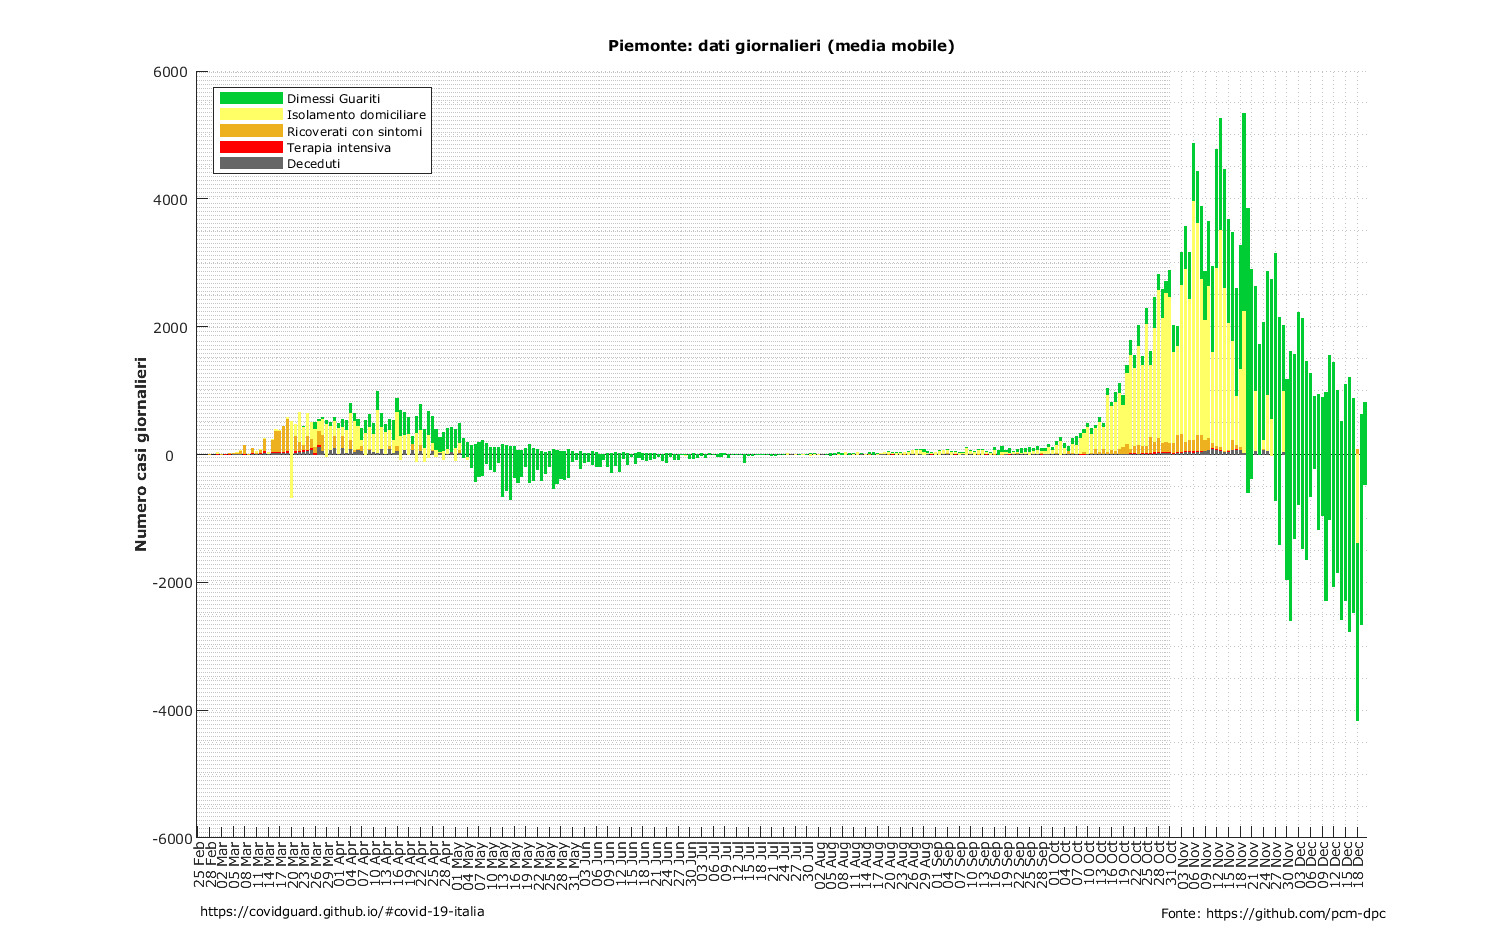 Piemonte: dati giornalieri (media mobile)
6000
4000
2000
0
-2000
-4000
-6000
Numero casi giornalieri
Dimessi Guariti
Isolamento domiciliare
Ricoverati con sintomi
Terapia intensiva
Deceduti
25 Feb
28 Feb
02 Mar
05 Mar
08 Mar
11 Mar
14 Mar
17 Mar
20 Mar
23 Mar
26 Mar
29 Mar
01 Apr
04 Apr
07 Apr
10 Apr
13 Apr
16 Apr
19 Apr
22 Apr
25 Apr
28 Apr
01 May
04 May
07 May
10 May
13 May
16 May
19 May
22 May
25 May
28 May
31 May
03 Jun
06 Jun
09 Jun
12 Jun
15 Jun
18 Jun
21 Jun
24 Jun
27 Jun
30 Jun
03 Jul
06 Jul
09 Jul
12 Jul
15 Jul
18 Jul
21 Jul
24 Jul
27 Jul
30 Jul
02 Aug
05 Aug
08 Aug
11 Aug
14 Aug
17 Aug
20 Aug
23 Aug
26 Aug
29 Aug
01 Sep
04 Sep
07 Sep
10 Sep
13 Sep
16 Sep
19 Sep
22 Sep
25 Sep
28 Sep
01 Oct
04 Oct
07 Oct
10 Oct
13 Oct
16 Oct
19 Oct
22 Oct
25 Oct
28 Oct
31 Oct
03 Nov
06 Nov
09 Nov
12 Nov
15 Nov
18 Nov
21 Nov
24 Nov
27 Nov
30 Nov
03 Dec
06 Dec
09 Dec
12 Dec
15 Dec
18 Dec
https://covidguard.github.io/#covid-19-italia
Fonte: https://github.com/pcm-dpc